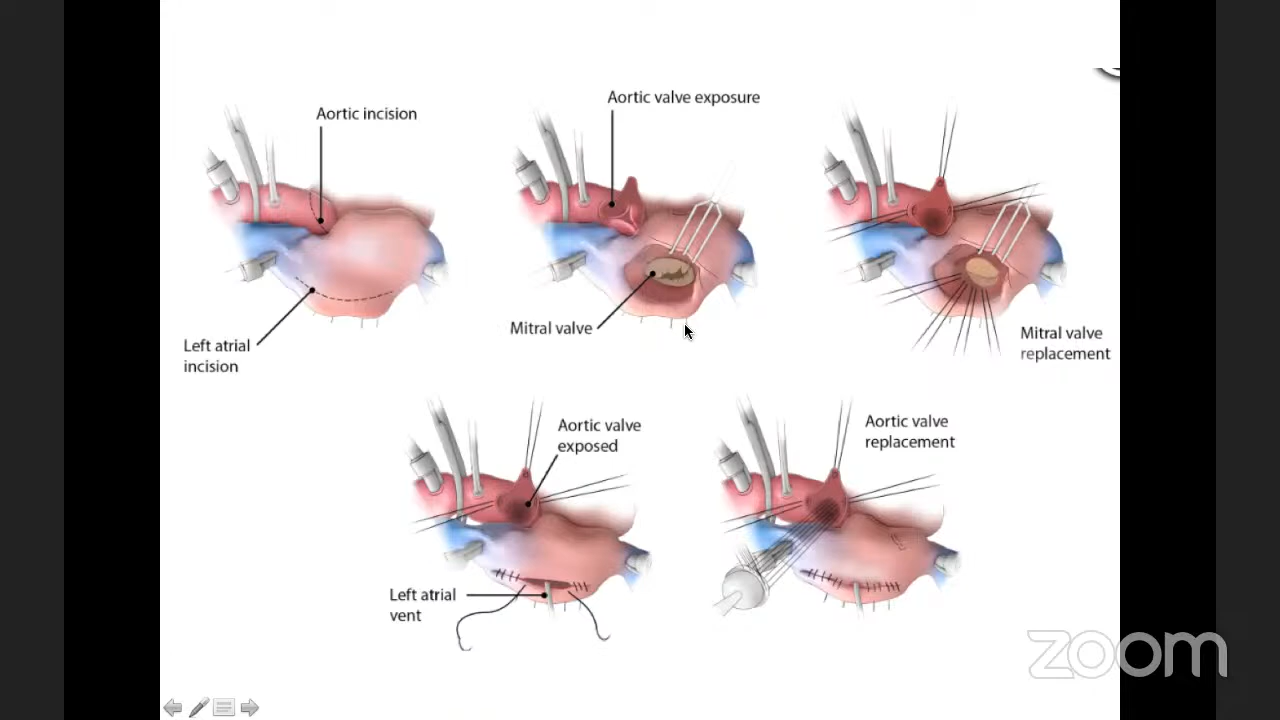 Aortic incision
Aortic valve exposure
Mitral valve
Left atrial
incision
Mitral valve
replacement
Aortic valve
exposed
Aortic valve
replacement
Left atrial
vent
zoom